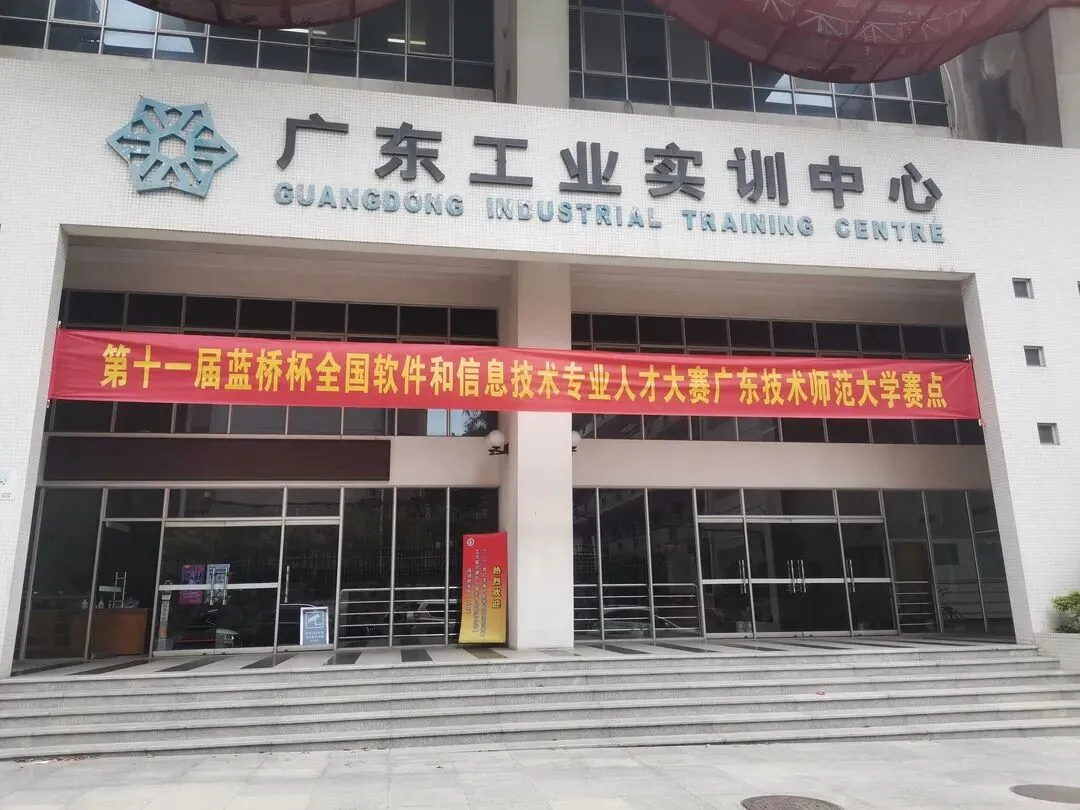 广东工业实训中心
GUANGDONG INDUSTRIAL TRAINING CENTRE
第十一届蓝桥杯全国软件和信息技术专业人才大赛广东技术师范大学赛点
热烈欢迎